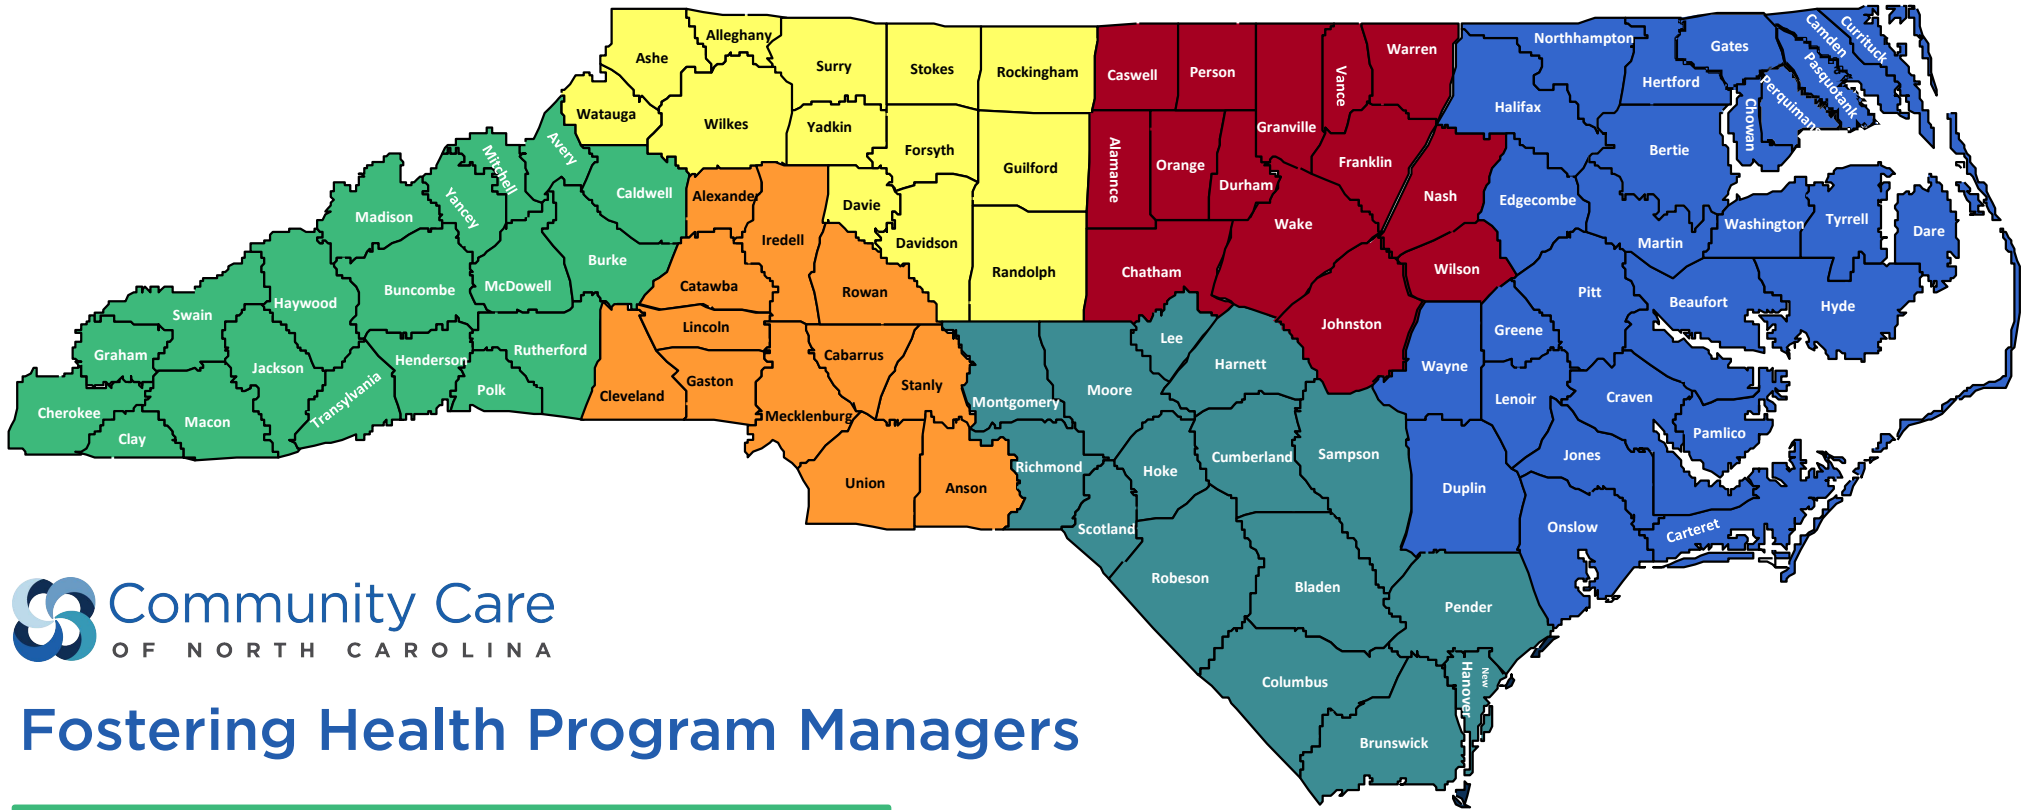 Ashe
Alleghany
Surry
Stokes
Rockingham
Watauga
Wilkes
Yadkin
Forsyth
Guilford
Davie
Davidson
Randolph
Caswell
Person
Granville
Vance
Warren
Alamance
Orange
Durham
Franklin
Nash
Wake
Chatham
Wilson
Johnston
Northhampton
Gates
Camden
Currituck
Pasquotank
Perquimans
Chowan
Hertford
Halifax
Bertie
Edgecombe
Martin
Washington
Tyrrell
Dare
Pitt
Beaufort
Hyde
Greene
Wayne
Lenoir
Craven
Pamlico
Jones
Duplin
Onslow
Carteret
Avery
Mitchell
Yancey
Caldwell
Madison
Burke
Buncombe
McDowell
Haywood
Swain
Graham
Jackson
Henderson
Rutherford
Transylvania
Polk
Cherokee
Clay
Macon
Alexander
Iredell
Catawba
Rowan
Lincoln
Cabarrus
Gaston
Cleveland
Stanly
Mecklenburg
Union
Anson
Lee
Harnett
Montgomery
Moore
Richmond
Hoke
Cumberland
Sampson
Scotland
Robeson
Bladen
Pender
Columbus
New
Hanover
Brunswick
Community Care
OF NORTH CAROLINA
Fostering Health Program Managers